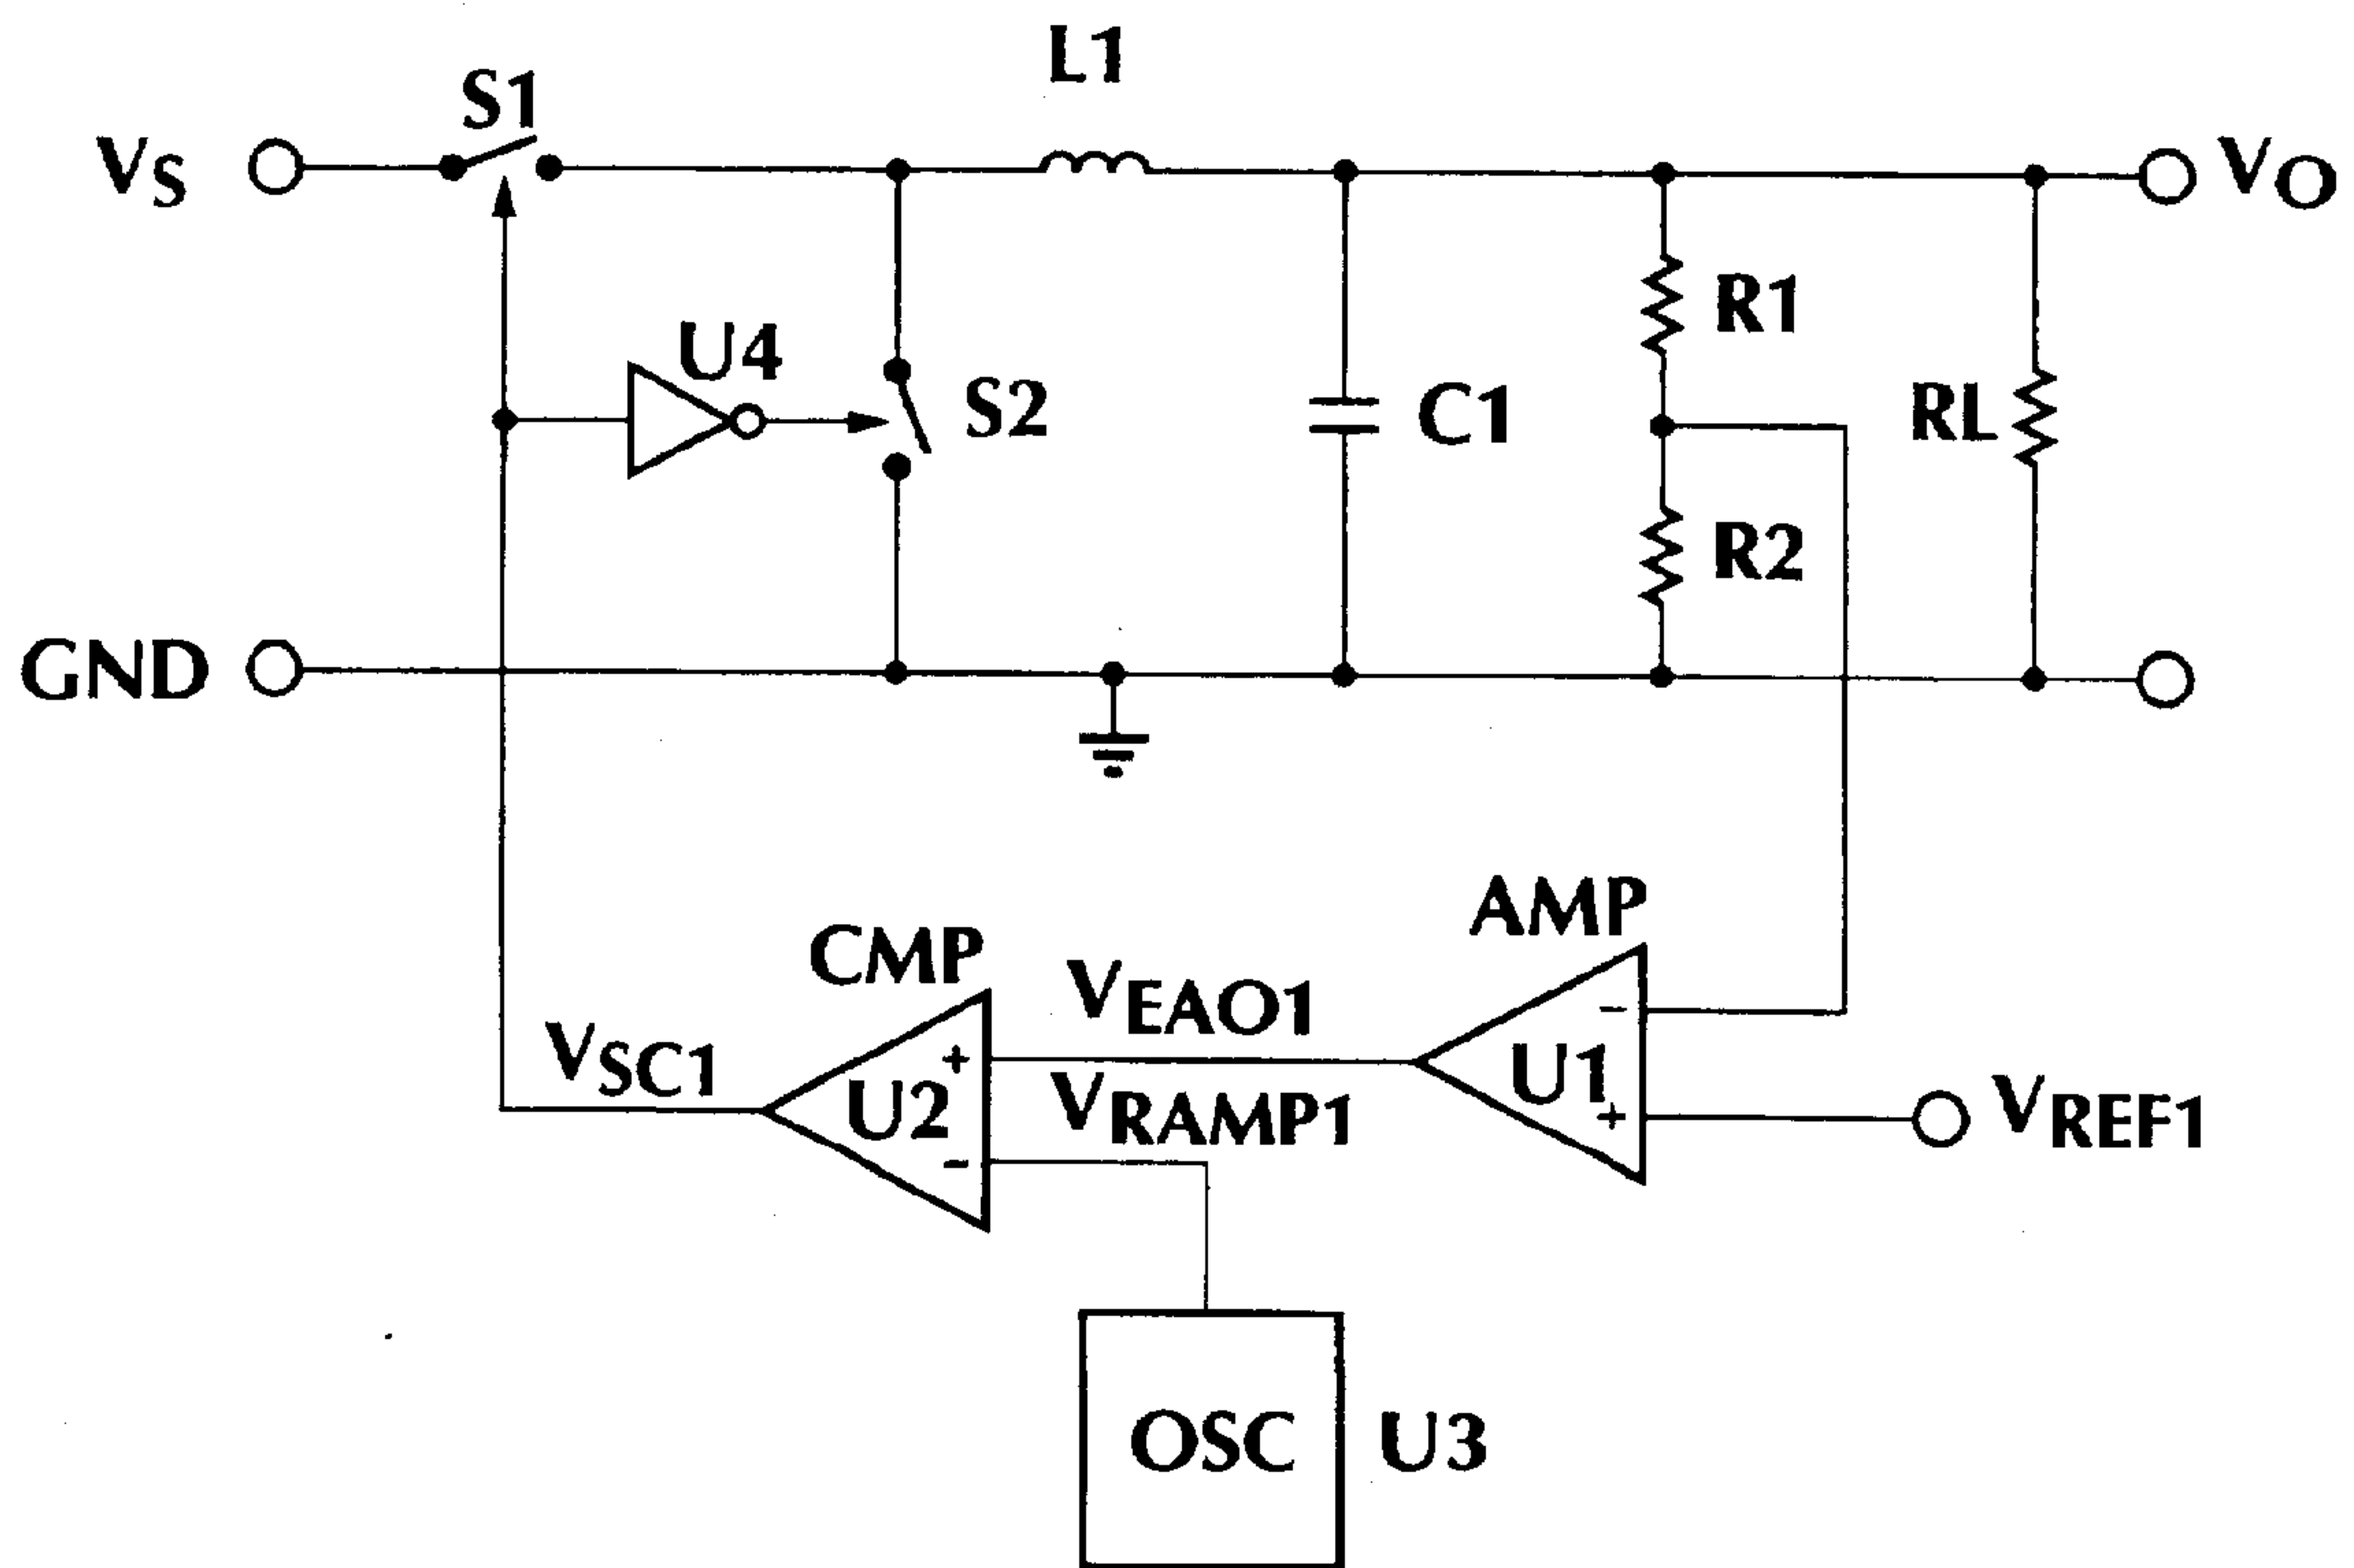 L1
S1
VS
VO
R1
U4
S2
C1
RL
R2
GND
AMP
CMP
VEAO1
VSC1
+
-
U2
VRAMP1
-
U1
+
VREF1
OSC
U3